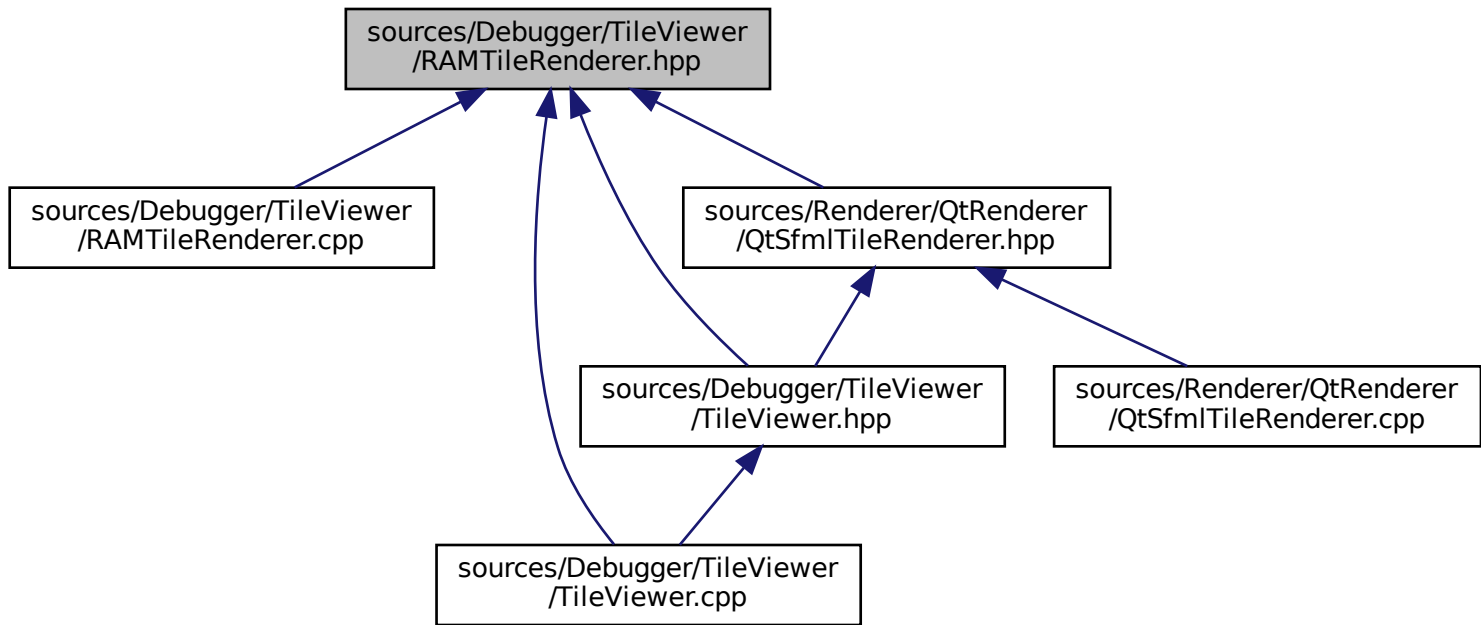 sources/Debugger/TileViewer
/RAMTileRenderer.hpp
sources/Debugger/TileViewer
/RAMTileRenderer.cpp
sources/Renderer/QtRenderer
/QtSfmlTileRenderer.hpp
sources/Debugger/TileViewer
/TileViewer.hpp
sources/Renderer/QtRenderer
/QtSfmlTileRenderer.cpp
sources/Debugger/TileViewer
/TileViewer.cpp